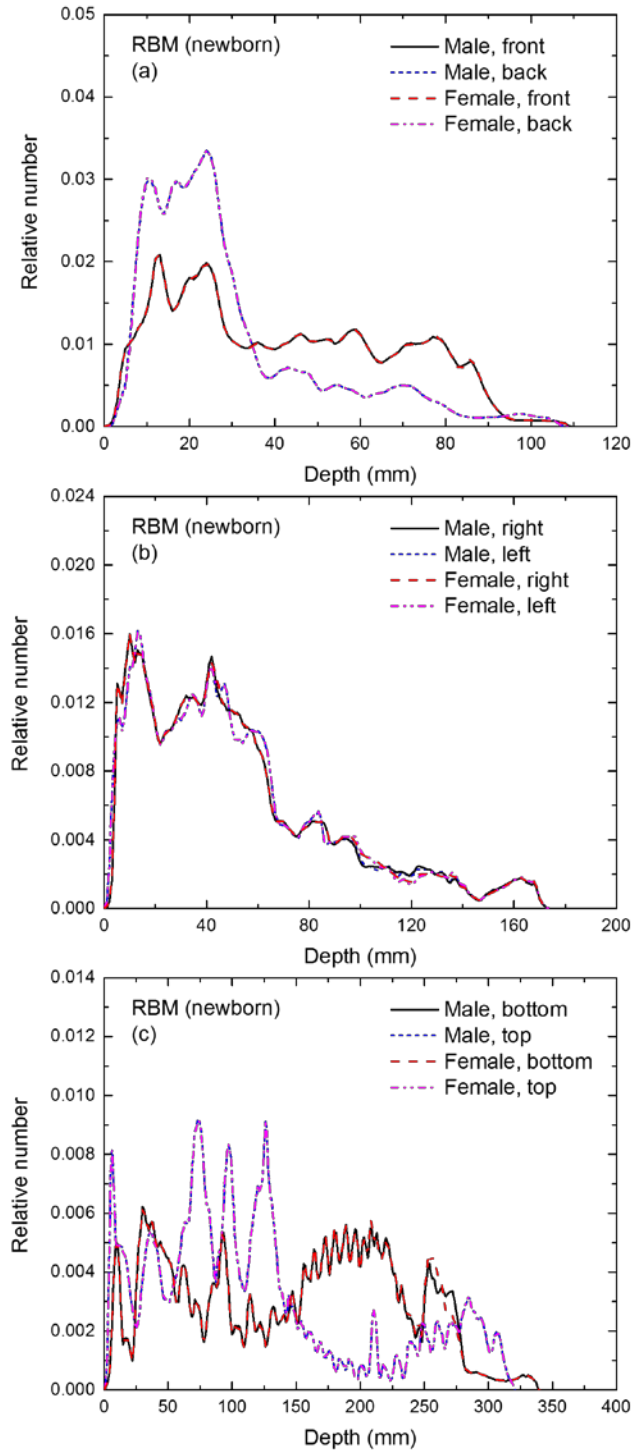 RBM (newborn)
(a)
Male, front
Male, back
Female, front
Female, back
0.05
0.04
0.03
0.02
0.01
0.00
Relative number
0 20 40 60 80 100 120
Depth (mm)
RBM (newborn)
(b)
Male, right
Male, left
Female, right
Female, left
0.024
0.020
0.016
0.012
0.008
0.004
0.000
Relative number
0 40 80 120 160 200
Depth (mm)
RBM (newborn)
(c)
Male, bottom
Male, top
Female, bottom
Female, top
0.014
0.012
0.010
0.008
0.006
0.004
0.002
0.000
Relative number
0 50 100 150 200 250 300 350 400
Depth (mm)